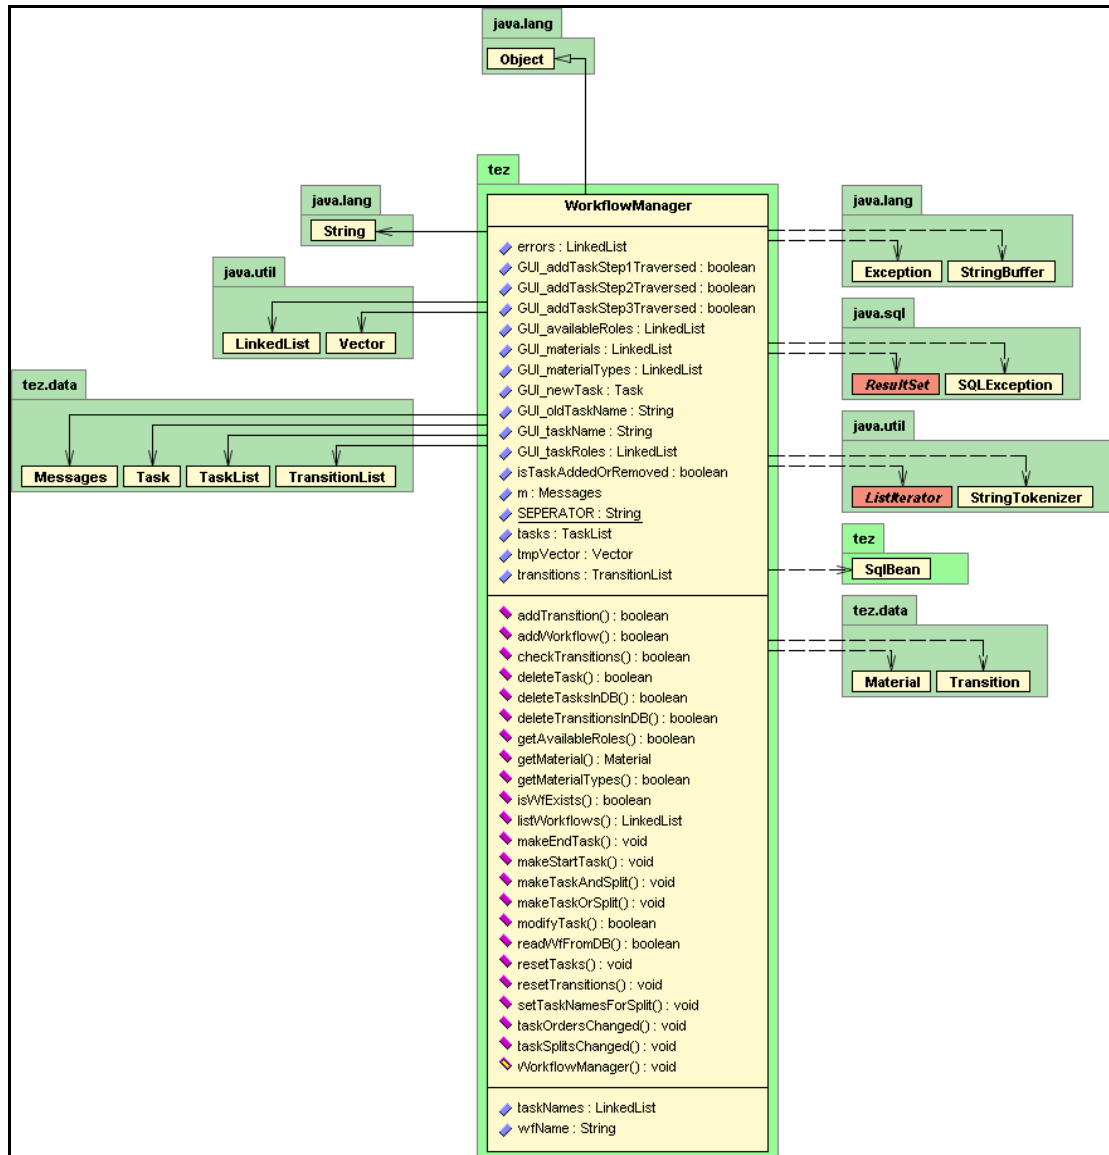 java.lang
Object
tez
WorkflowManager
errors : LinkedList
GUI_addTaskStep1Traversed : boolean
GUI_addTaskStep2Traversed : boolean
GUI_addTaskStep3Traversed : boolean
GUI_availableRoles : LinkedList
GUI_materials : LinkedList
GUI_materialTypes : LinkedList
GUI_newTask : Task
GUI_oldTaskName : String
GUI_taskName : String
GUI_taskRoles : LinkedList
isTaskAddedOrRemoved : boolean
m : Messages
SEPERATOR : String
tasks : TaskList
tmpVector : Vector
transitions : TransitionList
addTransition() : boolean
addWorkflow() : boolean
checkTransitions() : boolean
deleteTask() : boolean
deleteTasksInDB() : boolean
deleteTransitionsInDB() : boolean
getAvailableRoles() : boolean
getMaterial() : Material
getMaterialTypes() : boolean
isWfExists() : boolean
listWorkflows() : LinkedList
makeEndTask() : void
makeStartTask() : void
makeTaskAndSplit() : void
makeTaskOrSplit() : void
modifyTask() : boolean
readWfFromDB() : boolean
resetTasks() : void
resetTransitions() : void
setTaskNamesForSplit() : void
taskOrdersChanged() : void
taskSplitsChanged() : void
WorkflowManager() : void
taskNames : LinkedList
wfName : String
java.lang
String
java.util
LinkedList Vector
tez.data
Messages Task TaskList TransitionList
java.lang
Exception StringBuffer
java.sql
ResultSet SQLException
java.util
ListIterator StringTokenizer
tez
SqlBean
tez.data
Material Transition